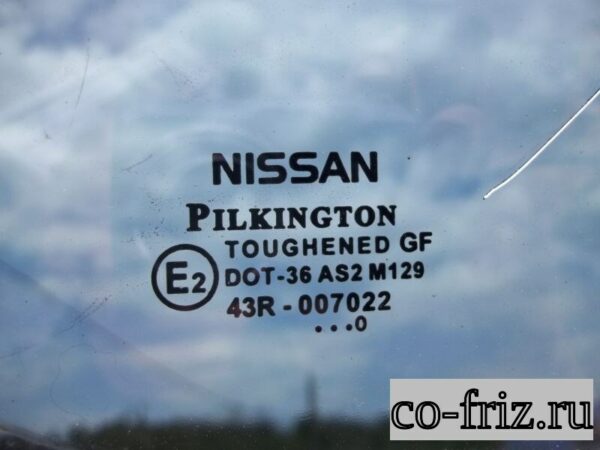 NISSAN
PILKINGTON
TOUGHENED GF
E2
DOT-36 AS2 M129
43R - 007022
...0
co-friz.ru